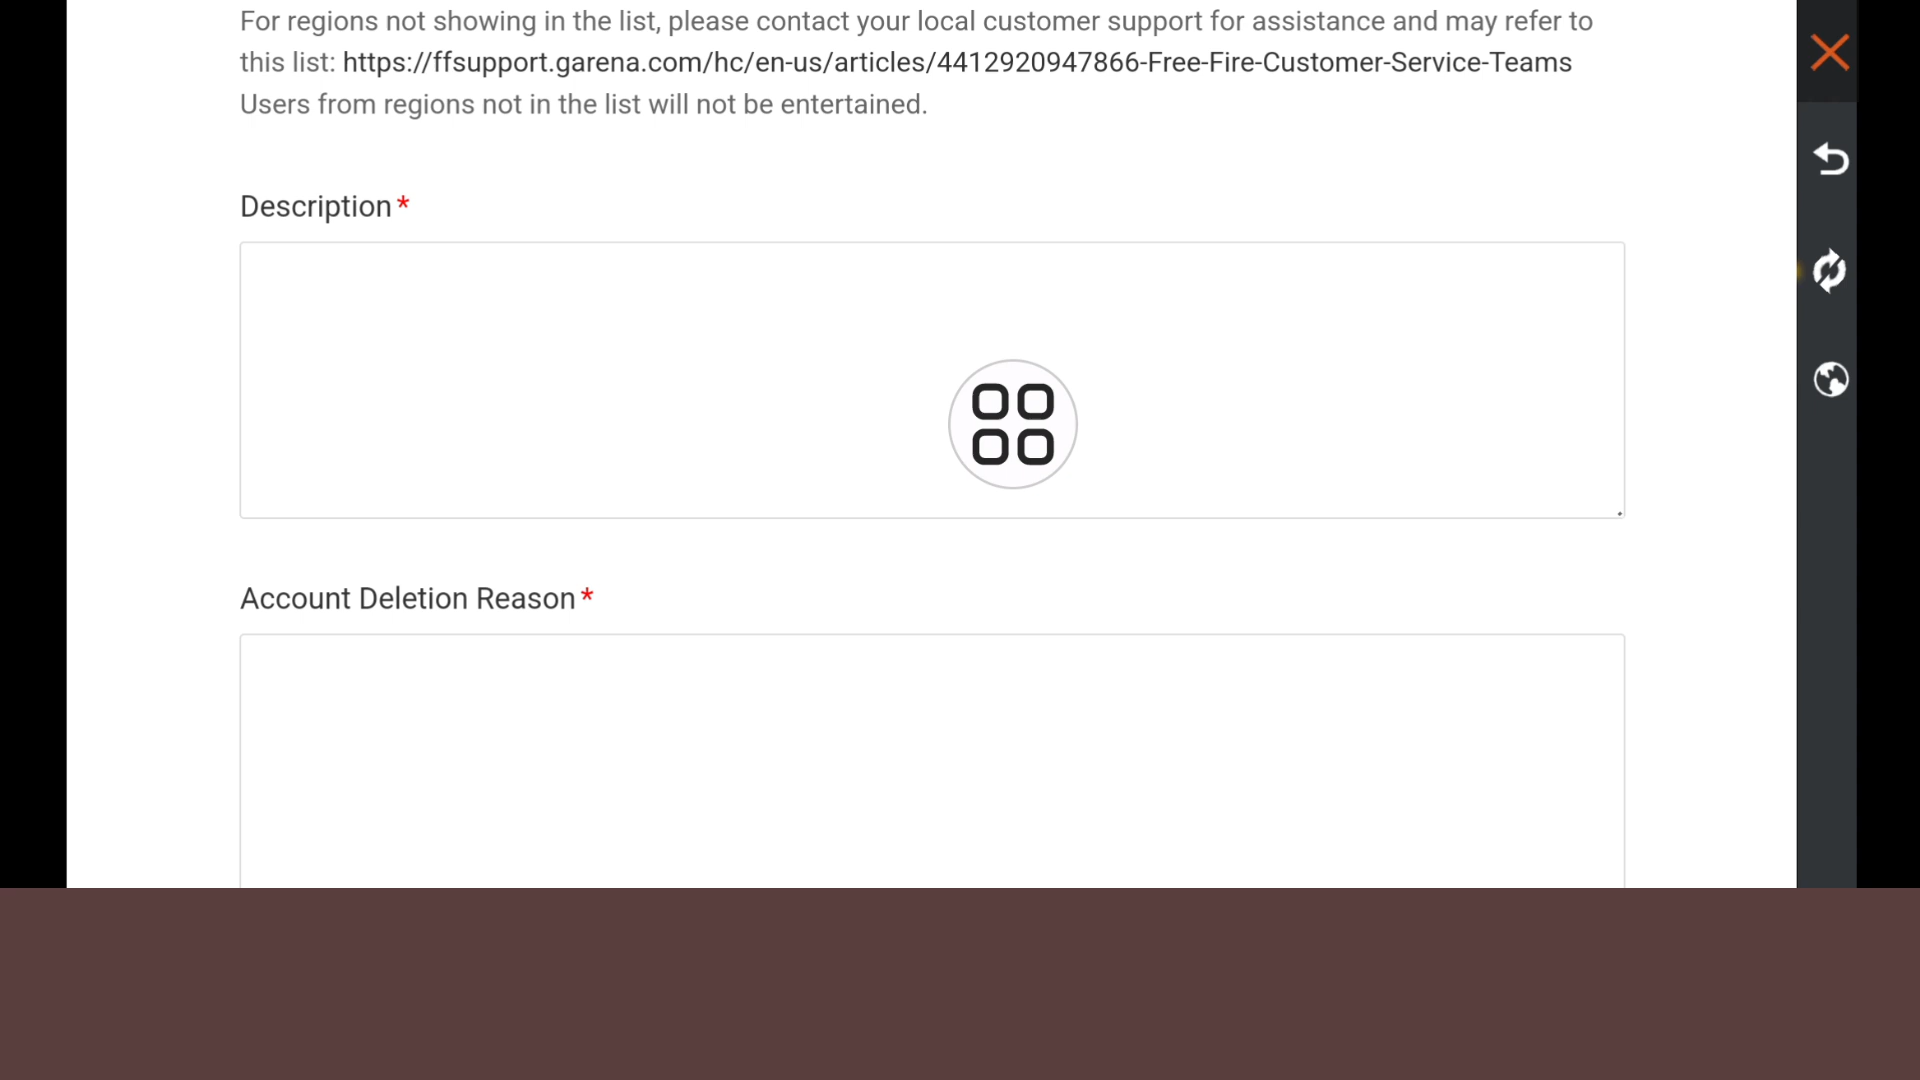 For regions not showing in the list, please contact your local customer support for assistance and may refer to
this list: https://ffsupport.garena.com/hc/en-us/articles/4412920947866-Free-Fire-Customer-Service-Teams
Users from regions not in the list will not be entertained.
Description*
Account Deletion Reason*